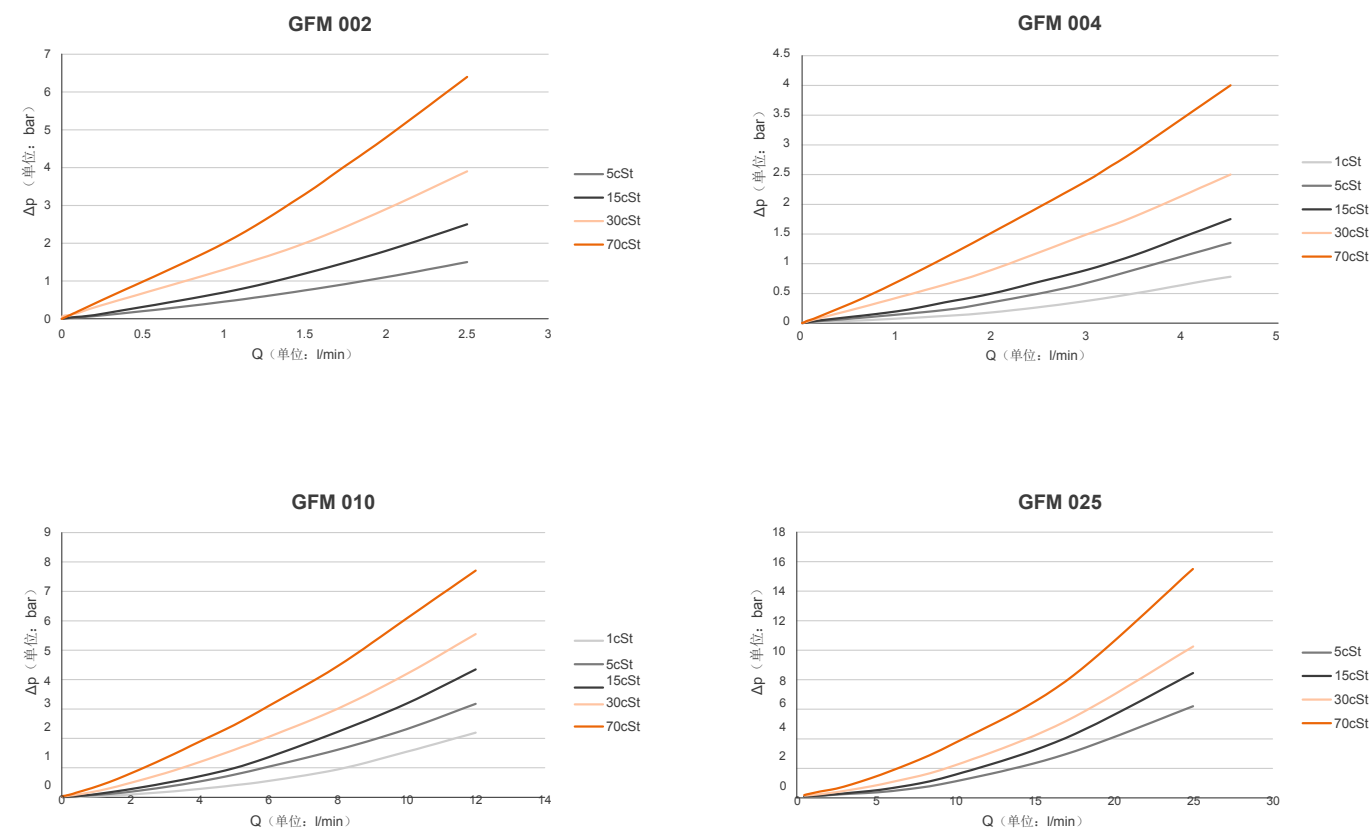 GFM 002
7
6
5
4
3
2
1
0
Δp（单位：bar）
0 0.5 1 1.5 2 2.5 3
Q（单位：l/min）
5cSt
15cSt
30cSt
70cSt
GFM 004
4.5
4
3.5
3
2.5
2
1.5
1
0.5
0
Δp（单位：bar）
0 1 2 3 4 5
Q（单位：l/min）
1cSt
5cSt
15cSt
30cSt
70cSt
GFM 010
9
8
7
6
5
4
3
2
1
0
Δp（单位：bar）
0 2 4 6 8 10 12 14
Q（单位：l/min）
1cSt
5cSt
15cSt
30cSt
70cSt
GFM 025
18
16
14
12
10
8
6
4
2
0
Δp（单位：bar）
0 5 10 15 20 25 30
Q（单位：l/min）
5cSt
15cSt
30cSt
70cSt